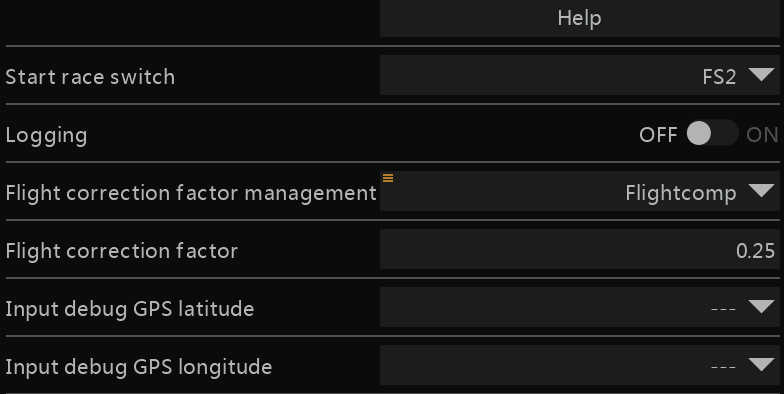 Help
Start race switch FS2
Logging OFF ON
Flight correction factor management Flightcomp
Flight correction factor 0.25
Input debug GPS latitude ---
Input debug GPS longitude ---